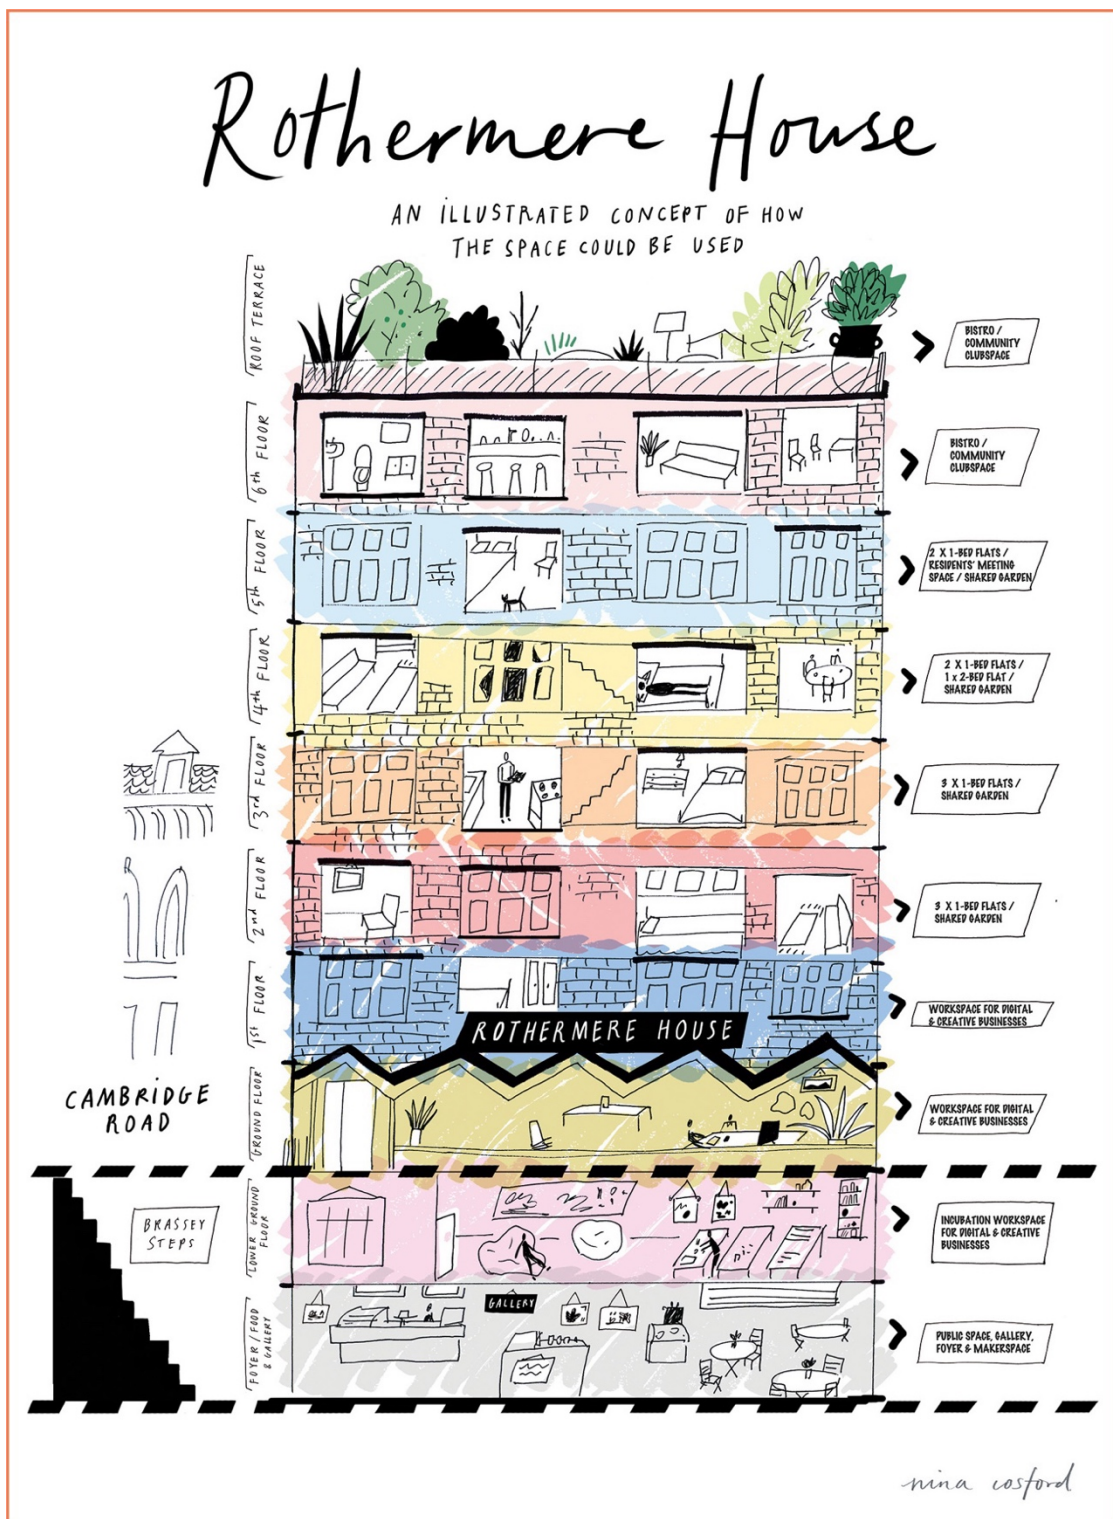 Rothermere House
AN ILLUSTRATED CONCEPT OF HOW
THE SPACE COULD BE USED
ROOF TERRACE
BISTRO /
COMMUNITY
CLUBSPACE
6th FLOOR
BISTRO /
COMMUNITY
CLUBSPACE
5th FLOOR
2 X 1-BED FLATS /
RESIDENTS' MEETING
SPACE / SHARED GARDEN
4th FLOOR
2 X 1-BED FLATS /
1 x 2-BED FLAT /
SHARED GARDEN
3rd FLOOR
3 X 1-BED FLATS /
SHARED GARDEN
2nd FLOOR
3 X 1-BED FLATS /
SHARED GARDEN
1st FLOOR
WORKSPACE FOR DIGITAL
& CREATIVE BUSINESSES
ROTHERMERE HOUSE
CAMBRIDGE
ROAD
GROUND FLOOR
WORKSPACE FOR DIGITAL
& CREATIVE BUSINESSES
BRASSEY
STEPS
LOWER GROUND
FLOOR
INCUBATION WORKSPACE
FOR DIGITAL & CREATIVE
BUSINESSES
FOYER / FOOD
& GALLERY
GALLERY
PUBLIC SPACE, GALLERY,
FOYER & MAKERSPACE
nina cosford